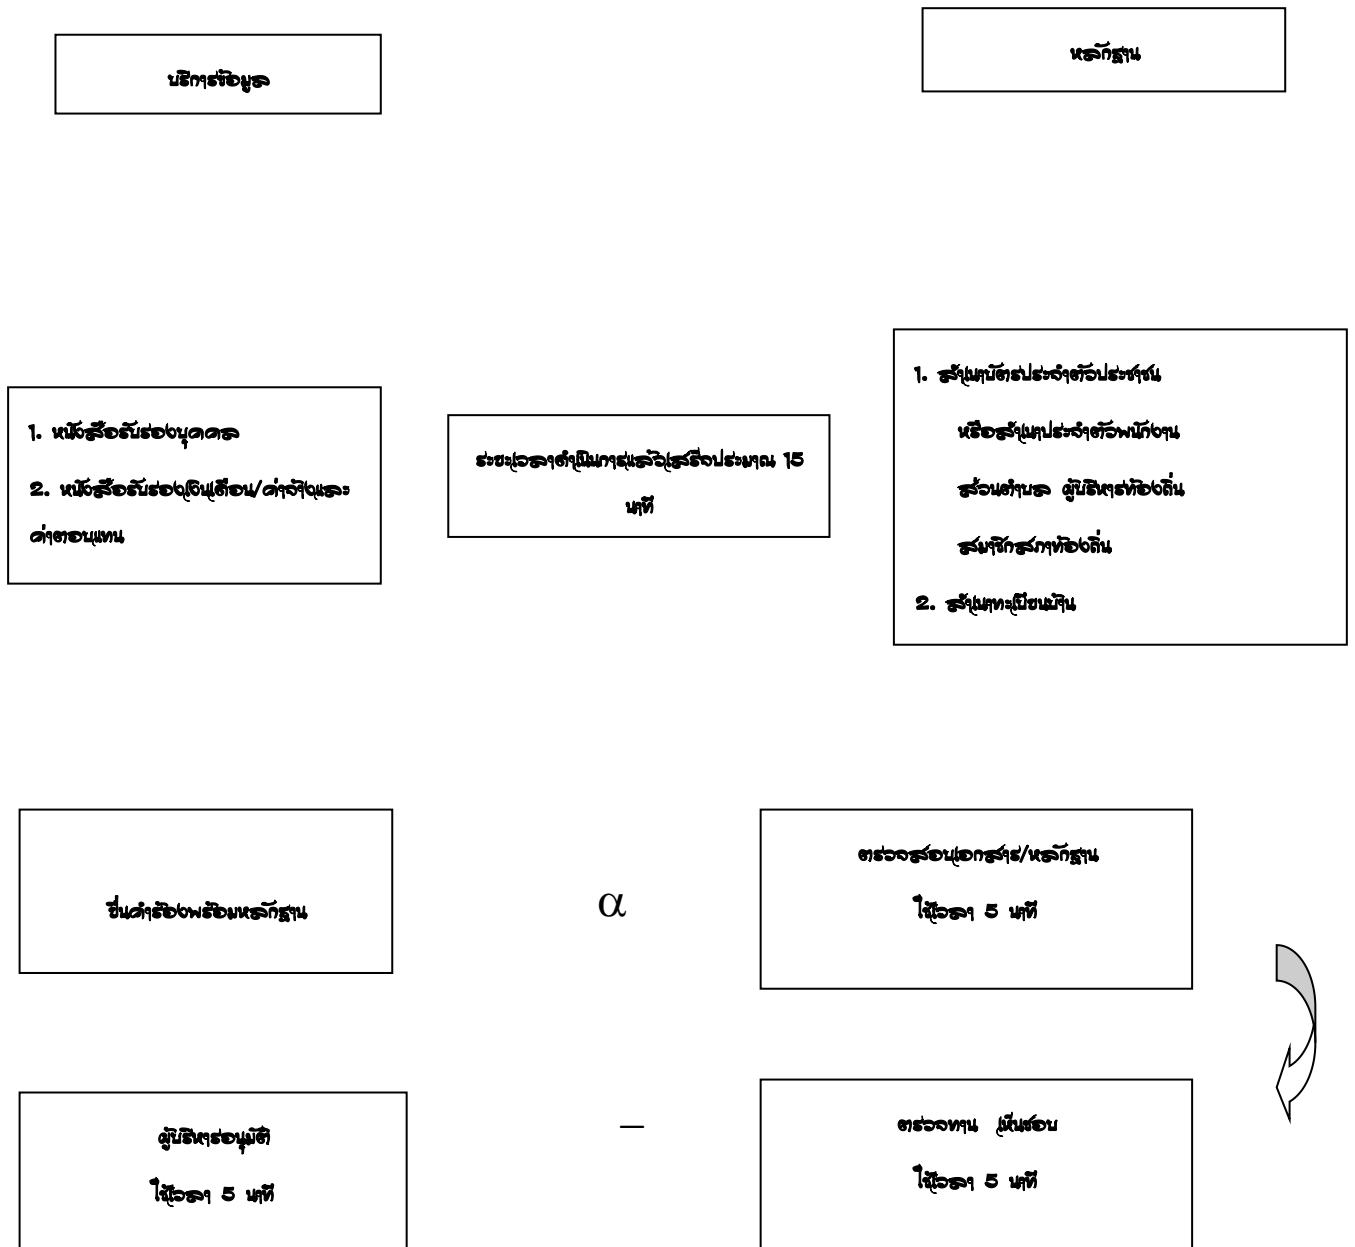 บริการข้อมูล
หลักฐาน
1. หนังสือรับรองบุคคล
2. หนังสือรับรองเงินเดือน/ค่าจ้างและ
ค่าตอบแทน
ระยะเวลาดำเนินการแล้วเสร็จประมาณ 15
นาที
1. สำเนาบัตรประจำตัวประชาชน
หรือสำเนาประจำตัวพนักงาน
ส่วนตำบล ผู้บริหารท้องถิ่น
สมาชิกสภาท้องถิ่น
2. สำเนาทะเบียนบ้าน
ยื่นคำร้องพร้อมหลักฐาน
α
ตรวจสอบเอกสาร/หลักฐาน
ใช้เวลา 5 นาที
ผู้บริหารอนุมัติ
ใช้เวลา 5 นาที
–
ตรวจทาน เห็นชอบ
ใช้เวลา 5 นาที